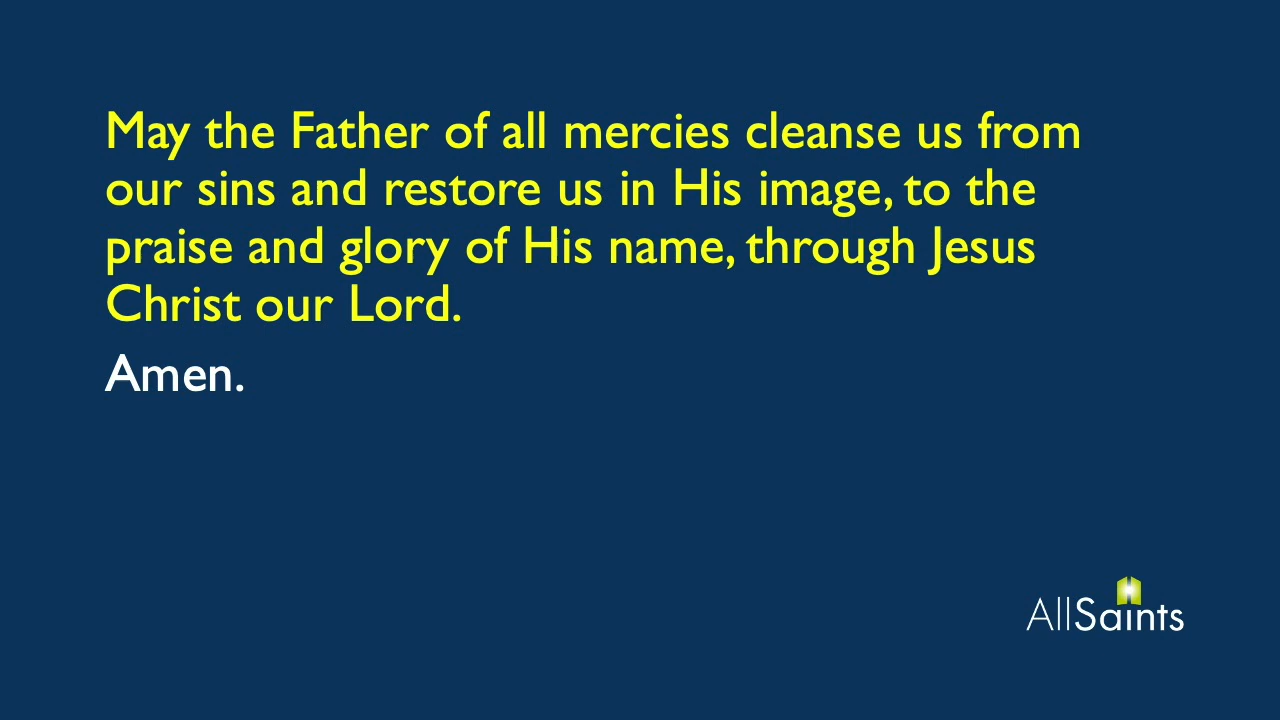 May the Father of all mercies cleanse us from
our sins and restore us in His image, to the
praise and glory of His name, through Jesus
Christ our Lord.
Amen.
AllSaints